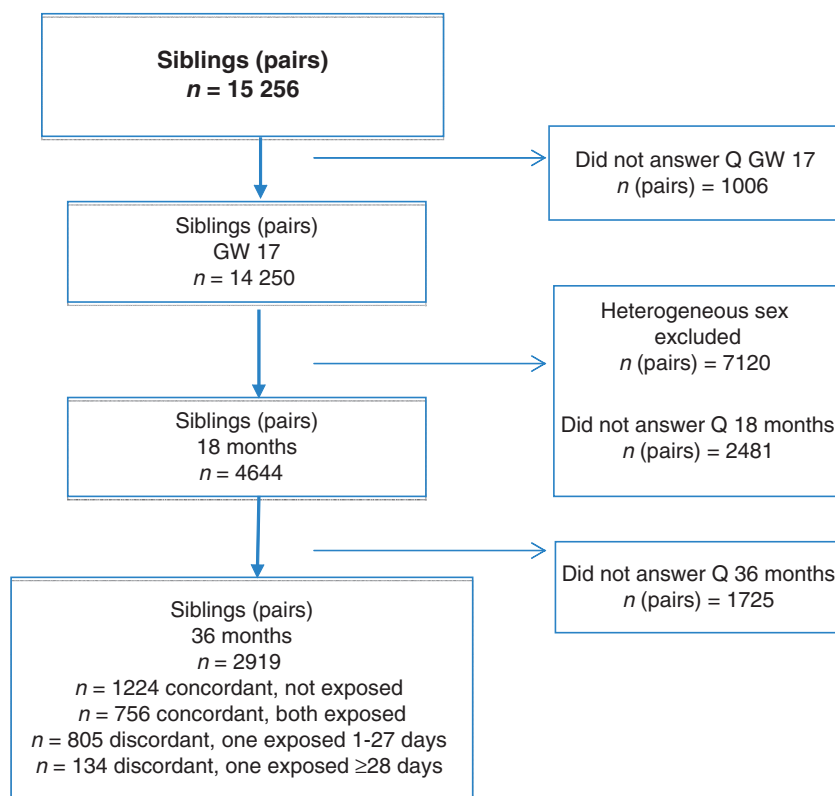 Siblings (pairs)
n = 15 256
Did not answer Q GW 17
n (pairs) = 1006
Siblings (pairs)
GW 17
n = 14 250
Heterogeneous sex
excluded
n (pairs) = 7120
Did not answer Q 18 months
n (pairs) = 2481
Siblings (pairs)
18 months
n = 4644
Did not answer Q 36 months
n (pairs) = 1725
Siblings (pairs)
36 months
n = 2919
n = 1224 concordant, not exposed
n = 756 concordant, both exposed
n = 805 discordant, one exposed 1-27 days
n = 134 discordant, one exposed ≥28 days